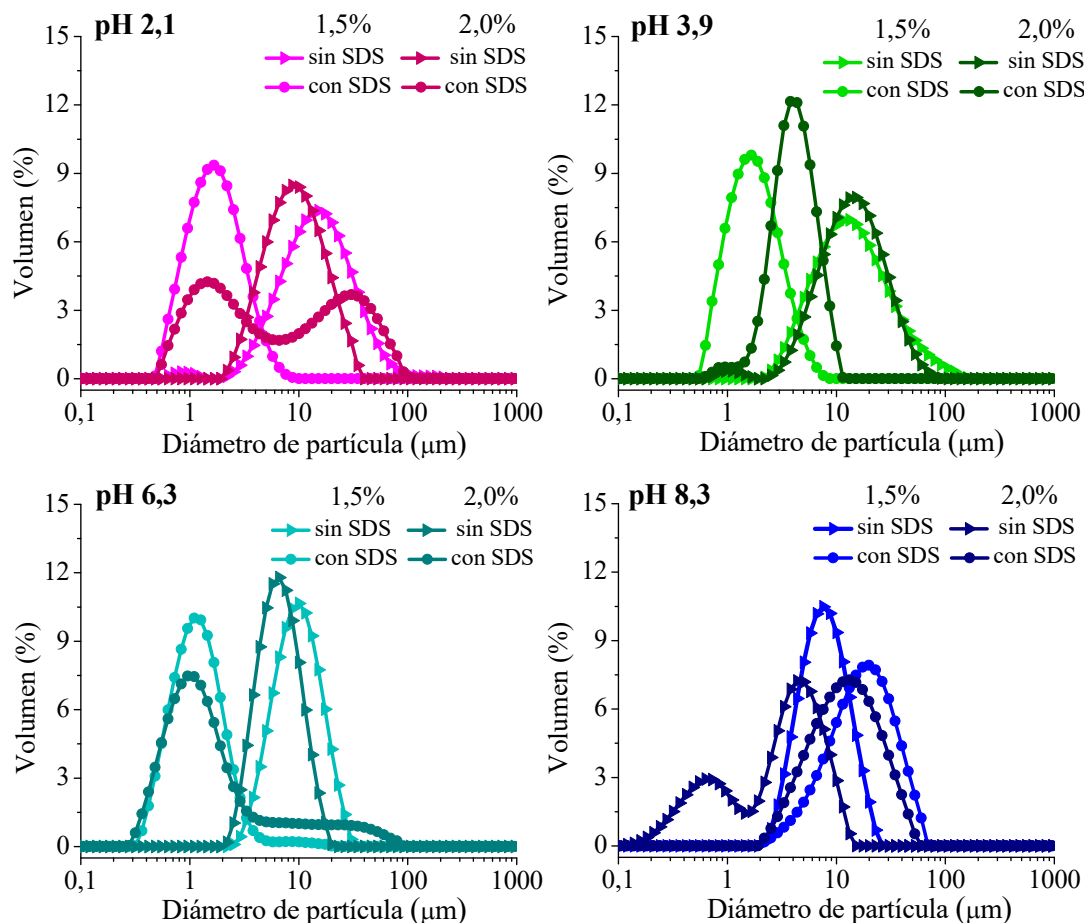 pH 2,1
1,5% 2,0%
sin SDS sin SDS
con SDS con SDS
15
12
9
6
3
0
Volumen (%)
0,1 1 10 100 1000
Diámetro de partícula (μm)
pH 3,9
1,5% 2,0%
sin SDS sin SDS
con SDS con SDS
15
12
9
6
3
0
Volumen (%)
0,1 1 10 100 1000
Diámetro de partícula (μm)
pH 6,3
1,5% 2,0%
sin SDS sin SDS
con SDS con SDS
15
12
9
6
3
0
Volumen (%)
0,1 1 10 100 1000
Diámetro de partícula (μm)
pH 8,3
1,5% 2,0%
sin SDS sin SDS
con SDS con SDS
15
12
9
6
3
0
Volumen (%)
0,1 1 10 100 1000
Diámetro de partícula (μm)